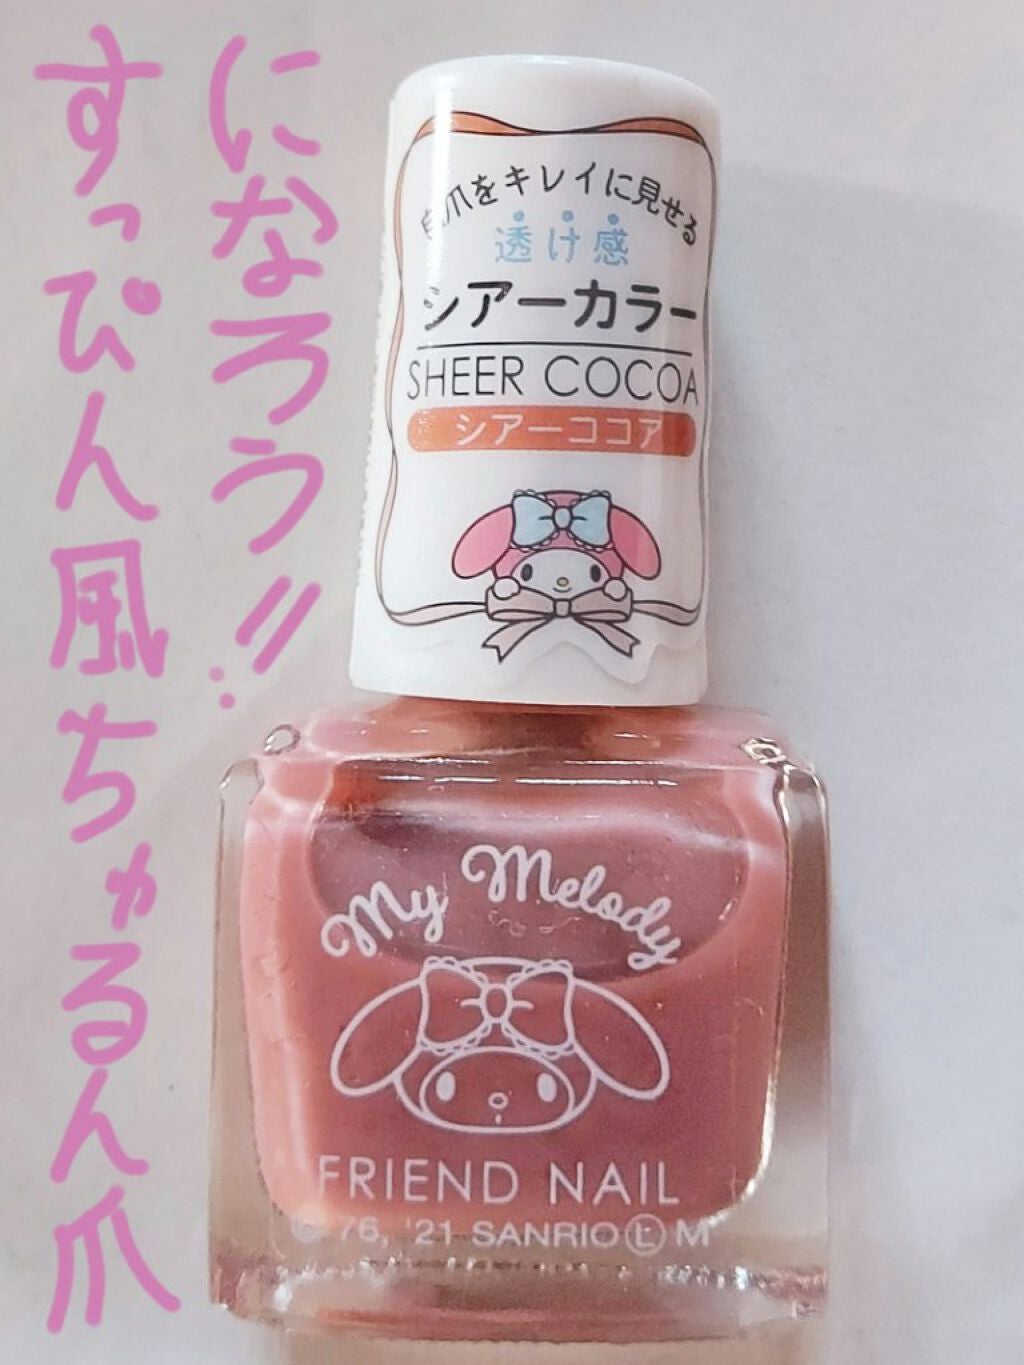 すっぴん風ちゃるん爪
になろう!!
自爪をキレイに見せる
透け感
シアーカラー
SHEER COCOA
シアーココア
My Melody
FRIEND NAIL
© '76, '21 SANRIO Ⓛ M